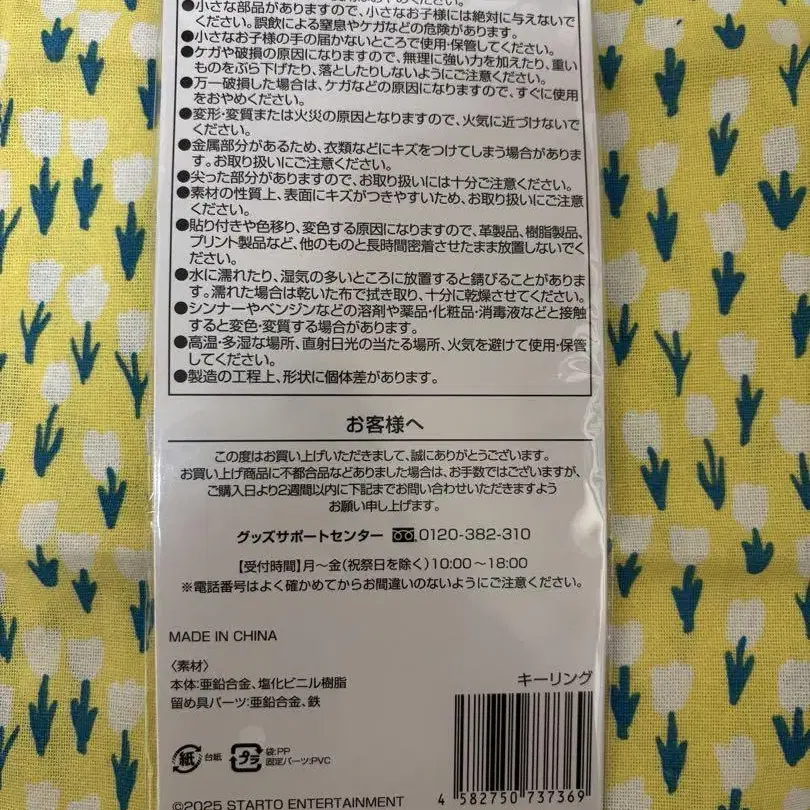 ●小さな部品がありますので、小さなお子様には絶対に与えないで
ください。誤飲による窒息やケガなどの危険があります。
●小さなお子様の手の届かないところで使用・保管してください。
●ケガや破損の原因になりますので、無理に強い力を加えたり、重い
ものをぶら下げたり、落としたりしないようにご注意ください。
●万一破損した場合は、ケガなどの原因になりますので、すぐに使用
をおやめください。
●変形・変質または火災の原因となりますので、火気に近づけないで
ください。
●金属部分があるため、衣類などにキズをつけてしまう場合がありま
す。お取り扱いにご注意ください。
●尖った部分がありますので、お取り扱いには十分ご注意ください。
●素材の性質上、表面にキズがつきやすいため、お取り扱いにご注意
ください。
●貼り付きや色移り、変色する原因になりますので、革製品、樹脂製品、
プリント製品など、他のものと長時間密着させたまま放置しないでく
ださい。
●水に濡れたり、湿気の多いところに放置すると錆びることがありま
す。濡れた場合は乾いた布で拭き取り、十分に乾燥させてください。
●シンナーやベンジンなどの溶剤や薬品・化粧品・消毒液などと接触
すると変色・変質する場合があります。
●高温・多湿な場所、直射日光の当たる場所、火気を避けて使用・保管
してください。
●製造の工程上、形状に個体差があります。
お客様へ
この度はお買い上げいただきまして、誠にありがとうございます。
お買い上げ商品に不都合品などありました場合は、お手数ではございますが、
ご購入日より2週間以内に下記までお問い合わせいただきますよう
お願い申し上げます。
グッズサポートセンター 0120-382-310
【受付時間】月～金(祝祭日を除く)10:00～18:00
※電話番号はよく確かめてからお間違いのないようにご注意ください。
MADE IN CHINA
〈素材〉
本体:亜鉛合金、塩化ビニル樹脂
留め具パーツ:亜鉛合金、鉄
キーリング
紙 台紙 プラ 袋:PP
固定パーツ:PVC
4 582750 737369
©2025 STARTO ENTERTAINMENT